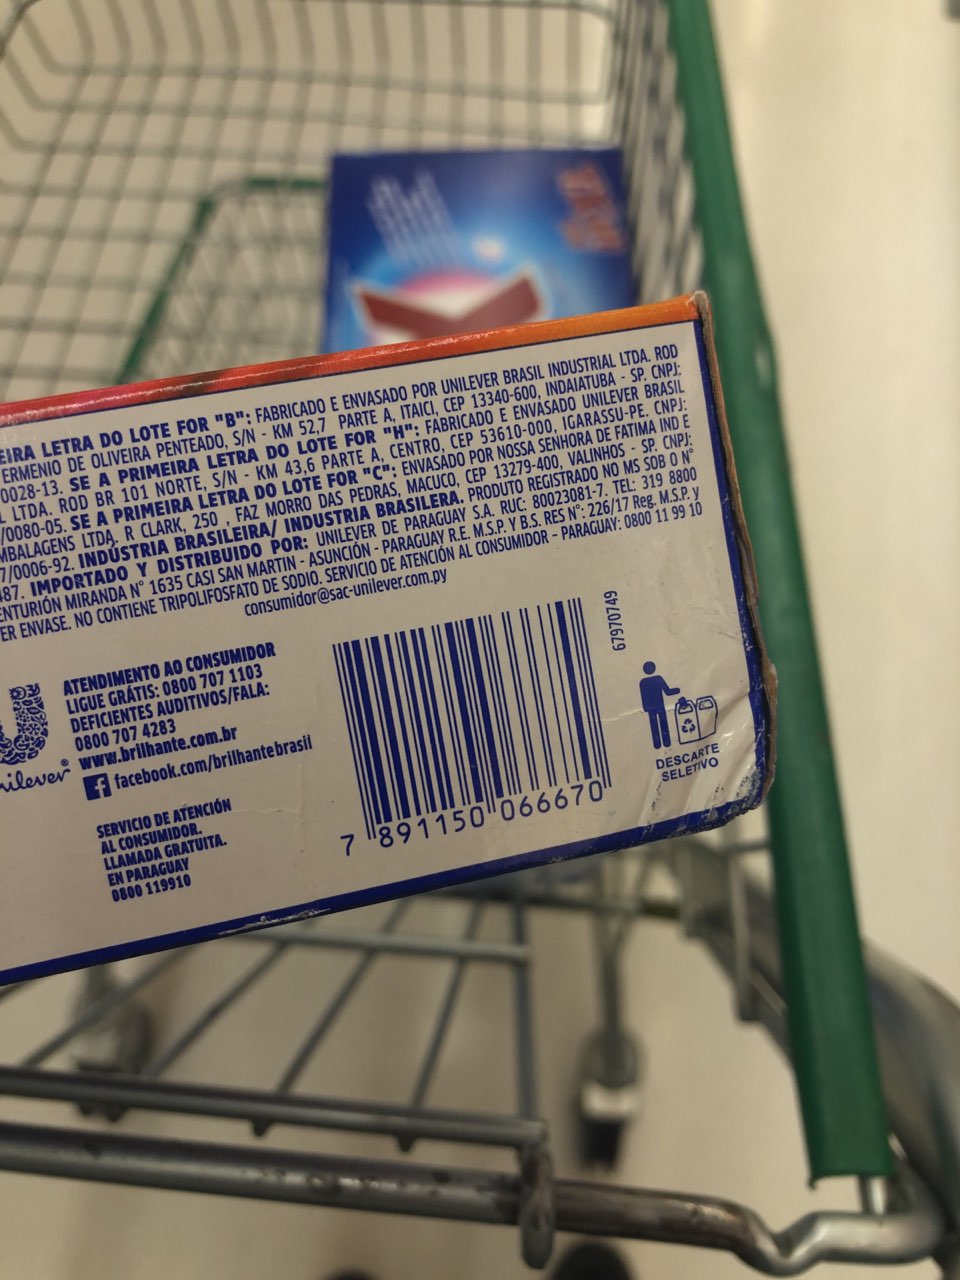 EIRA LETRA DO LOTE FOR "B": FABRICADO E ENVASADO POR UNILEVER BRASIL INDUSTRIAL LTDA. ROD
ERMENIO DE OLIVEIRA PENTEADO, S/N - KM 52,7 PARTE A, ITAICI, CEP 13340-600, INDAIATUBA - SP. CNPJ:
0028-13. SE A PRIMEIRA LETRA DO LOTE FOR "H": FABRICADO E ENVASADO UNILEVER BRASIL
L LTDA. ROD BR 101 NORTE, S/N - KM 43,6 PARTE A, CENTRO, CEP 53610-000, IGARASSU-PE. CNPJ:
/0080-05. SE A PRIMEIRA LETRA DO LOTE FOR "C": ENVASADO POR NOSSA SENHORA DE FATIMA IND E
MBALAGENS LTDA, R CLARK, 250 , FAZ MORRO DAS PEDRAS, MACUCO, CEP 13279-400, VALINHOS - SP. CNPJ:
7/0006-92. INDÚSTRIA BRASILEIRA/ INDUSTRIA BRASILERA. PRODUTO REGISTRADO NO MS SOB O Nº
487. IMPORTADO Y DISTRIBUIDO POR: UNILEVER DE PARAGUAY S.A. RUC: 80023081-7. TEL: 319 8800
ENTURIÓN MIRANDA N° 1635 CASI SAN MARTIN - ASUNCIÓN - PARAGUAY R.E. M.S.P. Y B.S. RES N°: 226/17 Reg. M.S.P. y
ER ENVASE. NO CONTIENE TRIPOLIFOSFATO DE SODIO. SERVICIO DE ATENCIÓN AL CONSUMIDOR - PARAGUAY: 0800 11 99 10
consumidor@sac-unilever.com.py
nilever®
ATENDIMENTO AO CONSUMIDOR
LIGUE GRÁTIS: 0800 707 1103
DEFICIENTES AUDITIVOS/FALA:
0800 707 4283
www.brilhante.com.br
facebook.com/brilhantebrasil
SERVICIO DE ATENCIÓN
AL CONSUMIDOR.
LLAMADA GRATUITA.
EN PARAGUAY
0800 119910
7 891150 066670
67970749
DESCARTE
SELETIVO